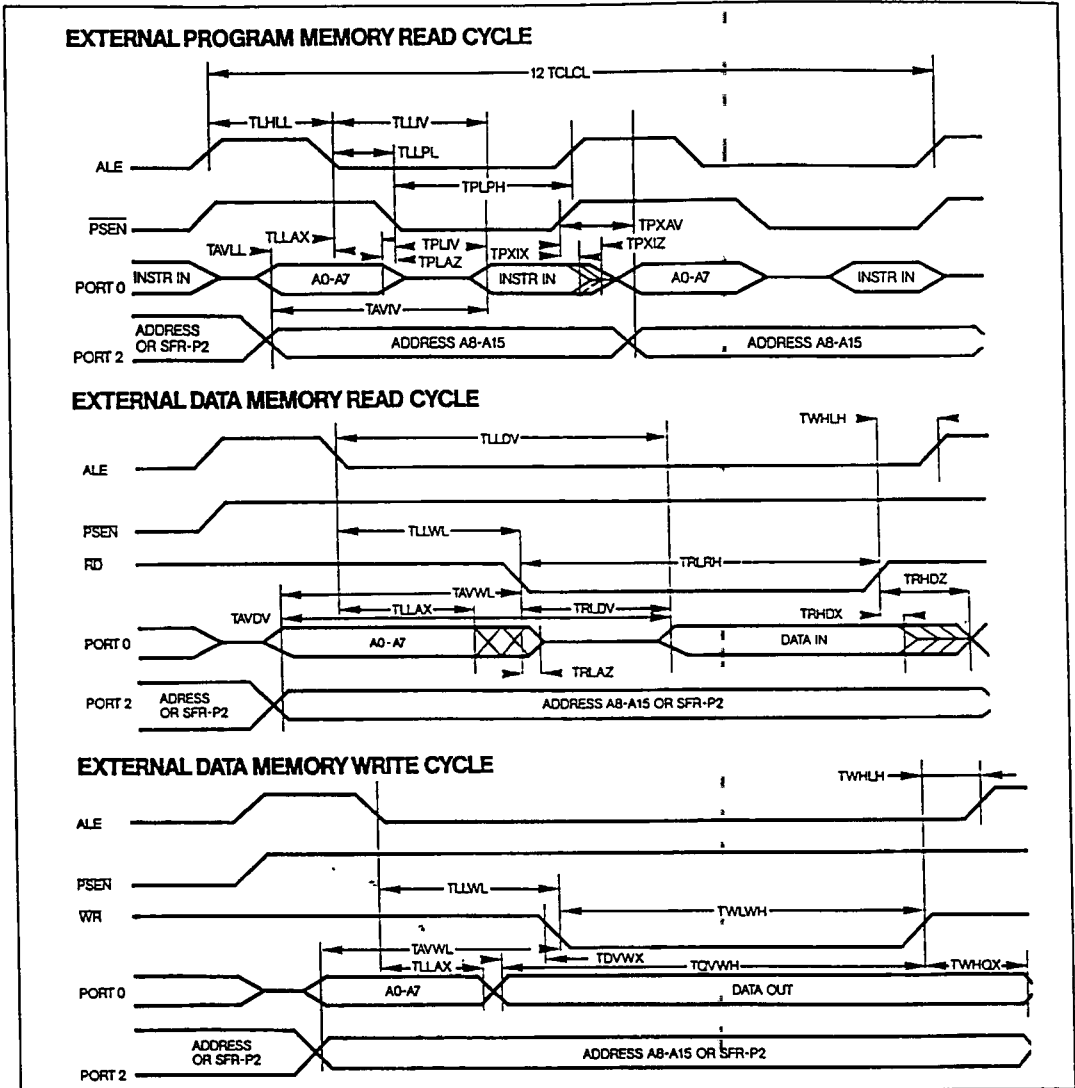 EXTERNAL PROGRAM MEMORY READ CYCLE
12 TCLCL
TLHLL
TLLIV
TLLPL
ALE
TPLPH
PSEN
TLLAX
TPXAV
TAVLL
TPLIV
TPXIZ
TPXIX
TPLAZ
PORT 0
INSTR IN
A0-A7
INSTR IN
A0-A7
INSTR IN
TAVIV
ADDRESS
OR SFR-P2
ADDRESS A8-A15
ADDRESS A8-A15
PORT 2
EXTERNAL DATA MEMORY READ CYCLE
TWHLH
TLLDV
ALE
PSEN
TLLWL
RD
TRLRH
TRHDZ
TAVWL
TLLAX
TRLDV
TRHDX
TAVDV
PORT 0
A0-A7
DATA IN
TRLAZ
PORT 2
ADRESS
OR SFR-P2
ADDRESS A8-A15 OR SFR-P2
EXTERNAL DATA MEMORY WRITE CYCLE
TWHLH
ALE
PSEN
TLLWL
WR
TWLWH
TAVWL
TDVWX
TLLAX
TQVWH
TWHQX
PORT 0
A0-A7
DATA OUT
ADDRESS
OR SFR-P2
ADDRESS A8-A15 OR SFR-P2
PORT 2